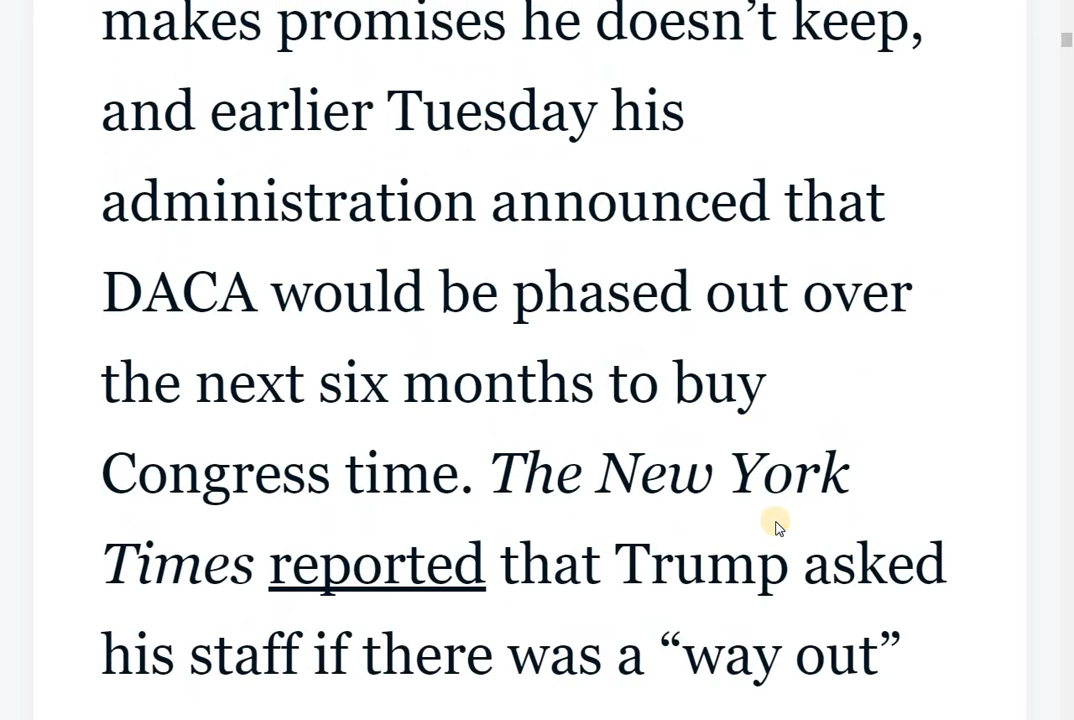 makes promises he doesn’t keep,
and earlier Tuesday his
administration announced that
DACA would be phased out over
the next six months to buy
Congress time. The New York
Times reported that Trump asked
his staff if there was a “way out”